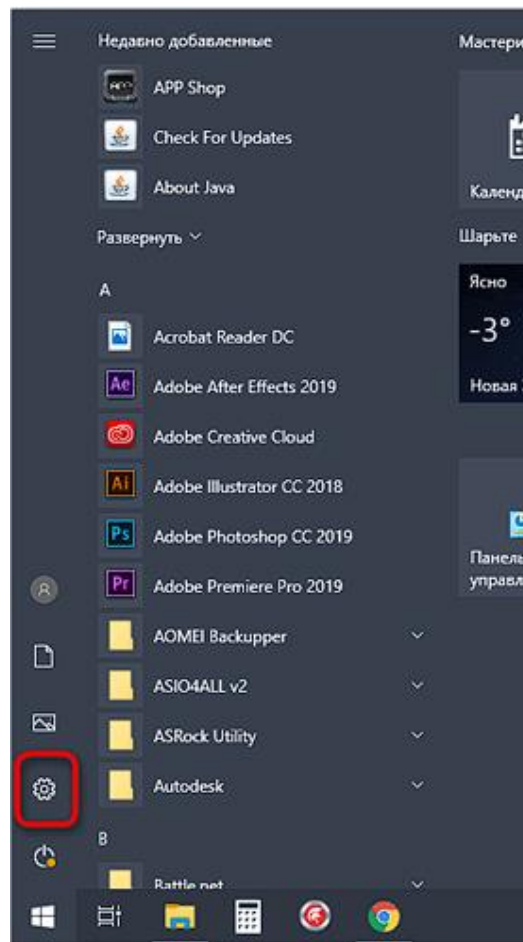 Недавно добавленные
APP Shop
Check For Updates
About Java
Развернуть
A
Acrobat Reader DC
Adobe After Effects 2019
Adobe Creative Cloud
Adobe Illustrator CC 2018
Adobe Photoshop CC 2019
Adobe Premiere Pro 2019
AOMEI Backupper
ASIO4ALL v2
ASRock Utility
Autodesk
B
Battle.net
Мастери
Календ
Шарьте
Ясно
-3°
Новая
Панель
управл